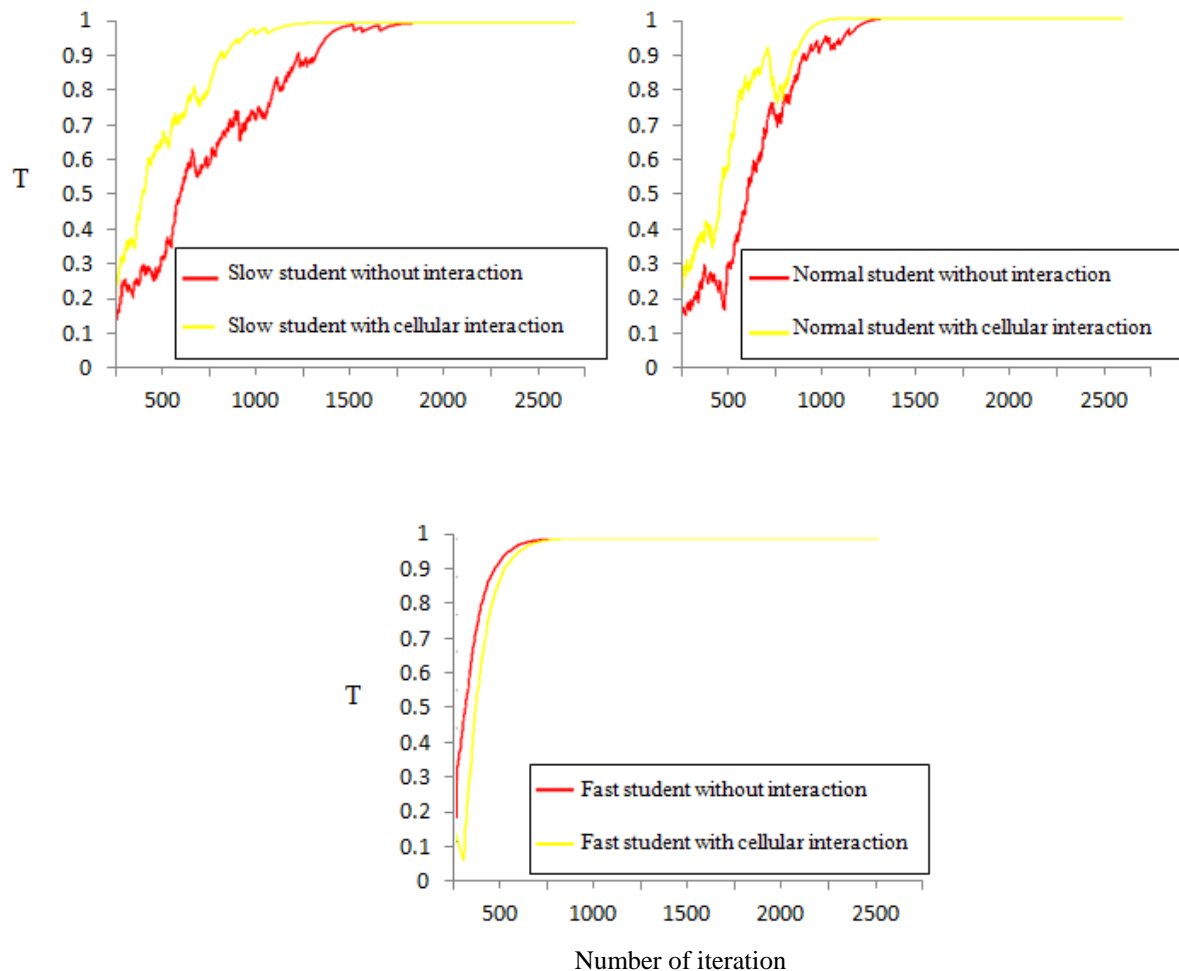 1
0.9
0.8
0.7
0.6
0.5
0.4
0.3
0.2
0.1
0
T
Slow student without interaction
Slow student with cellular interaction
500 1000 1500 2000 2500
1
0.9
0.8
0.7
0.6
0.5
0.4
0.3
0.2
0.1
0
Normal student without interaction
Normal student with cellular interaction
500 1000 1500 2000 2500
1
0.9
0.8
0.7
0.6
0.5
0.4
0.3
0.2
0.1
0
T
Fast student without interaction
Fast student with cellular interaction
500 1000 1500 2000 2500
Number of iteration